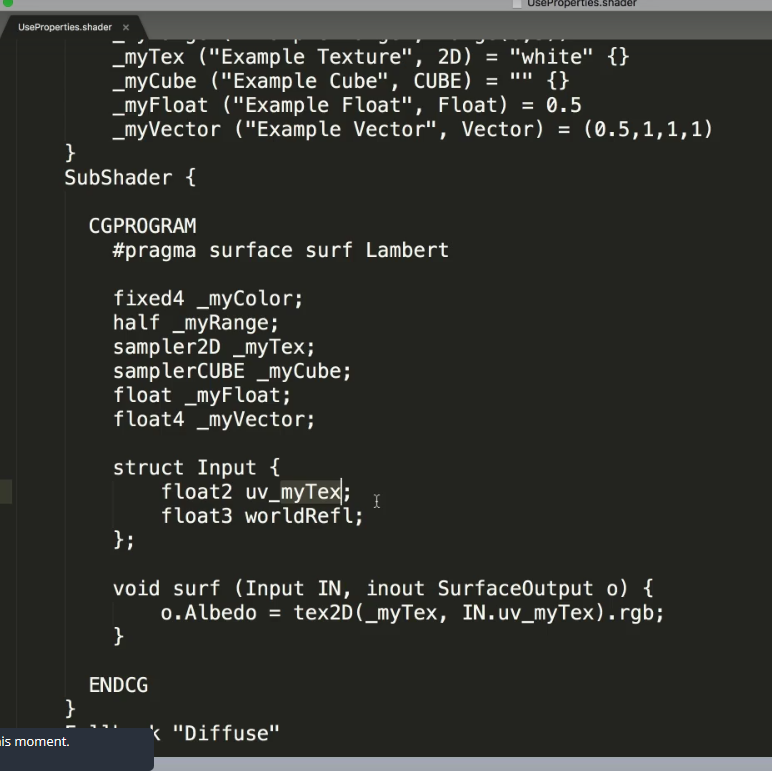 UseProperties.shader
UseProperties.shader ×
_myTex ("Example Texture", 2D) = "white" {}
_myCube ("Example Cube", CUBE) = "" {}
_myFloat ("Example Float", Float) = 0.5
_myVector ("Example Vector", Vector) = (0.5,1,1,1)
}
SubShader {
CGPROGRAM
#pragma surface surf Lambert
fixed4 _myColor;
half _myRange;
sampler2D _myTex;
samplerCUBE _myCube;
float _myFloat;
float4 _myVector;
struct Input {
float2 uv_myTex;
float3 worldRefl;
};
void surf (Input IN, inout SurfaceOutput o) {
o.Albedo = tex2D(_myTex, IN.uv_myTex).rgb;
}
ENDCG
}
"Diffuse"
is moment.